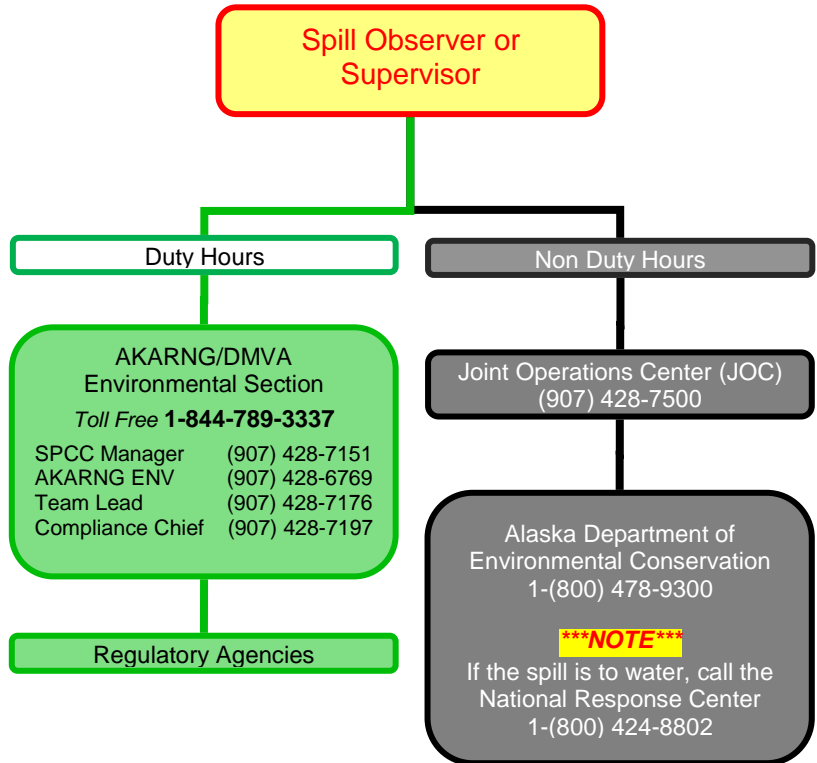 Spill Observer or
Supervisor
Duty Hours
AKARNG/DMVA
Environmental Section
Toll Free 1-844-789-3337
SPCC Manager (907) 428-7151
AKARNG ENV (907) 428-6769
Team Lead (907) 428-7176
Compliance Chief (907) 428-7197
Regulatory Agencies
Non Duty Hours
Joint Operations Center (JOC)
(907) 428-7500
Alaska Department of
Environmental Conservation
1-(800) 478-9300
***NOTE***
If the spill is to water, call the
National Response Center
1-(800) 424-8802